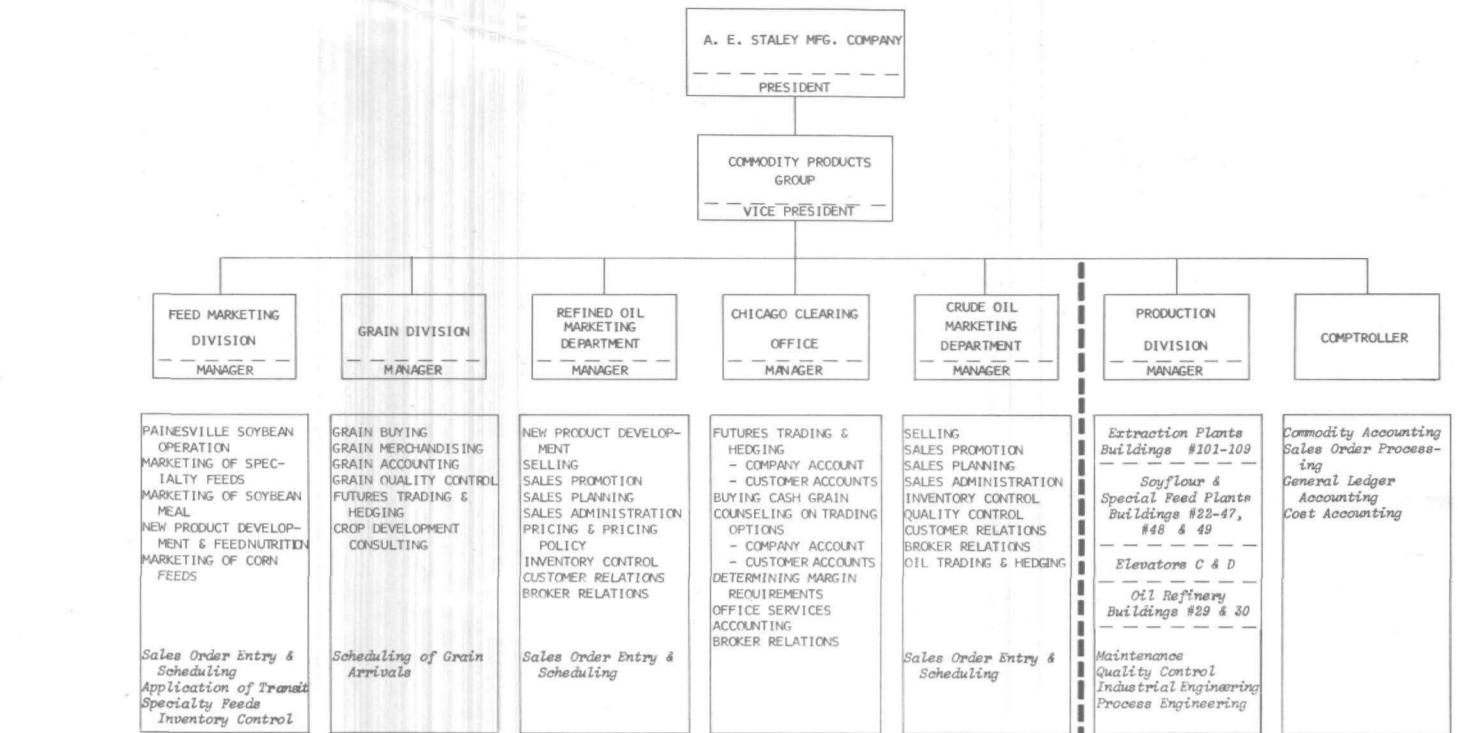 A. E. STALEY MFG. COMPANY
PRESIDENT
COMMODITY PRODUCTS
GROUP
VICE PRESIDENT
FEED MARKETING
DIVISION
MANAGER
GRAIN DIVISION
MANAGER
REFINED OIL
MARKETING
DEPARTMENT
MANAGER
CHICAGO CLEARING
OFFICE
MANAGER
CRUDE OIL
MARKETING
DEPARTMENT
MANAGER
PRODUCTION
DIVISION
MANAGER
COMPTROLLER
PAINESVILLE SOYBEAN
OPERATION
MARKETING OF SPEC-
IALTY FEEDS
MARKETING OF SOYBEAN
MEAL
NEW PRODUCT DEVELOP-
MENT & FEEDNUTRITION
MARKETING OF CORN
FEEDS
Sales Order Entry &
Scheduling
Application of Transit
Specialty Feeds
Inventory Control
GRAIN BUYING
GRAIN MERCHANDISING
GRAIN ACCOUNTING
GRAIN QUALITY CONTROL
FUTURES TRADING &
HEDGING
CROP DEVELOPMENT
CONSULTING
Scheduling of Grain
Arrivals
NEW PRODUCT DEVELOP-
MENT
SELLING
SALES PROMOTION
SALES PLANNING
SALES ADMINISTRATION
PRICING & PRICING
POLICY
INVENTORY CONTROL
CUSTOMER RELATIONS
BROKER RELATIONS
Sales Order Entry &
Scheduling
FUTURES TRADING &
HEDGING
- COMPANY ACCOUNT
- CUSTOMER ACCOUNTS
BUYING CASH GRAIN
COUNSELING ON TRADING
OPTIONS
- COMPANY ACCOUNT
- CUSTOMER ACCOUNTS
DETERMINING MARGIN
REQUIREMENTS
OFFICE SERVICES
ACCOUNTING
BROKER RELATIONS
SELLING
SALES PROMOTION
SALES PLANNING
SALES ADMINISTRATION
INVENTORY CONTROL
QUALITY CONTROL
CUSTOMER RELATIONS
BROKER RELATIONS
OIL TRADING & HEDGING
Sales Order Entry &
Scheduling
Extraction Plants
Buildings #101-109
Soyflour &
Special Feed Plants
Buildings #22-47,
#48 & 49
Elevators C & D
Oil Refinery
Buildings #29 & 30
Maintenance
Quality Control
Industrial Engineering
Process Engineering
Commodity Accounting
Sales Order Process-
ing
General Ledger
Accounting
Cost Accounting